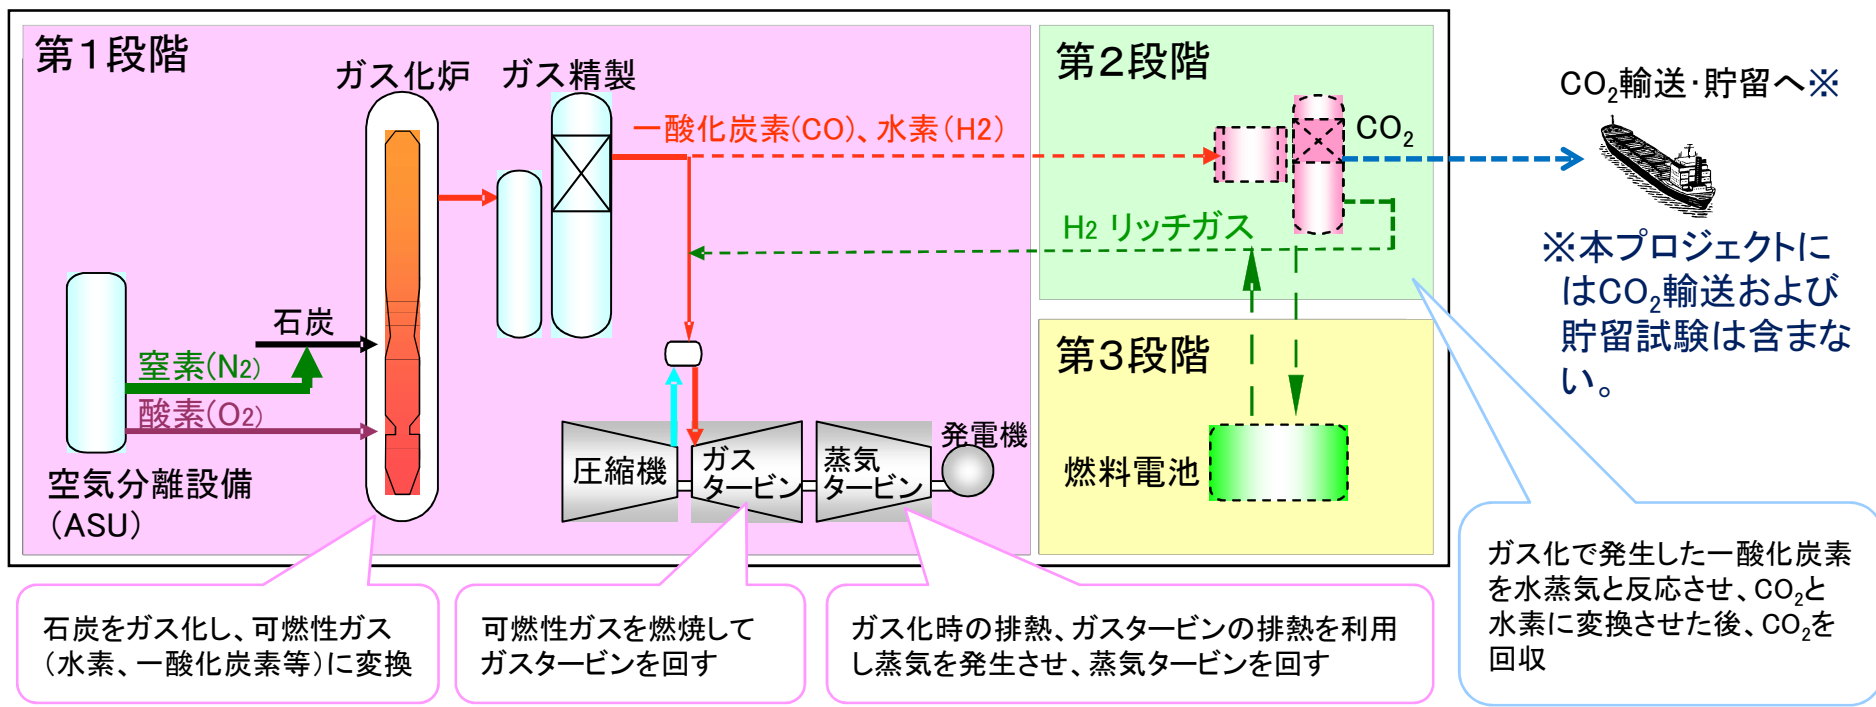 第1段階
ガス化炉
ガス精製
一酸化炭素(CO)、水素(H2)
石炭
窒素(N2)
酸素(O2)
空気分離設備
(ASU)
圧縮機
ガス
タービン
蒸気
タービン
発電機
第2段階
CO2
H2 リッチガス
第3段階
燃料電池
CO2輸送・貯留へ※
※本プロジェクトに
はCO2輸送および
貯留試験は含まな
い。
石炭をガス化し、可燃性ガス
(水素、一酸化炭素等)に変換
可燃性ガスを燃焼して
ガスタービンを回す
ガス化時の排熱、ガスタービンの排熱を利用
し蒸気を発生させ、蒸気タービンを回す
ガス化で発生した一酸化炭素
を水蒸気と反応させ、CO2と
水素に変換させた後、CO2を
回収